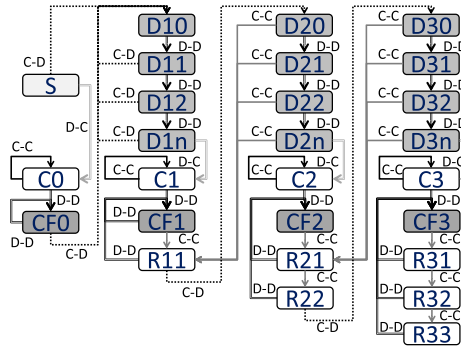 D10 D20 D30
C-C C-C
D-D D-D D-D
C-D C-D D11 C-C D21 C-C D31
S D-D D-D D-D
C-D D12 C-C D22 C-C D32
D-C D-D D-D D-D
C-D D1n C-C D2n C-C D3n
C-C C-C D-C C-C D-C C-C D-C
C0 C1 C2 C3
D-D D-D D-D D-D
CF0 CF1 CF2 CF3
D-D D-D C-C C-C C-C
C-D D-D R11 D-D R21 D-D R31
C-D C-C C-C
R22 D-D D-D R32
C-D C-C
D-D R33